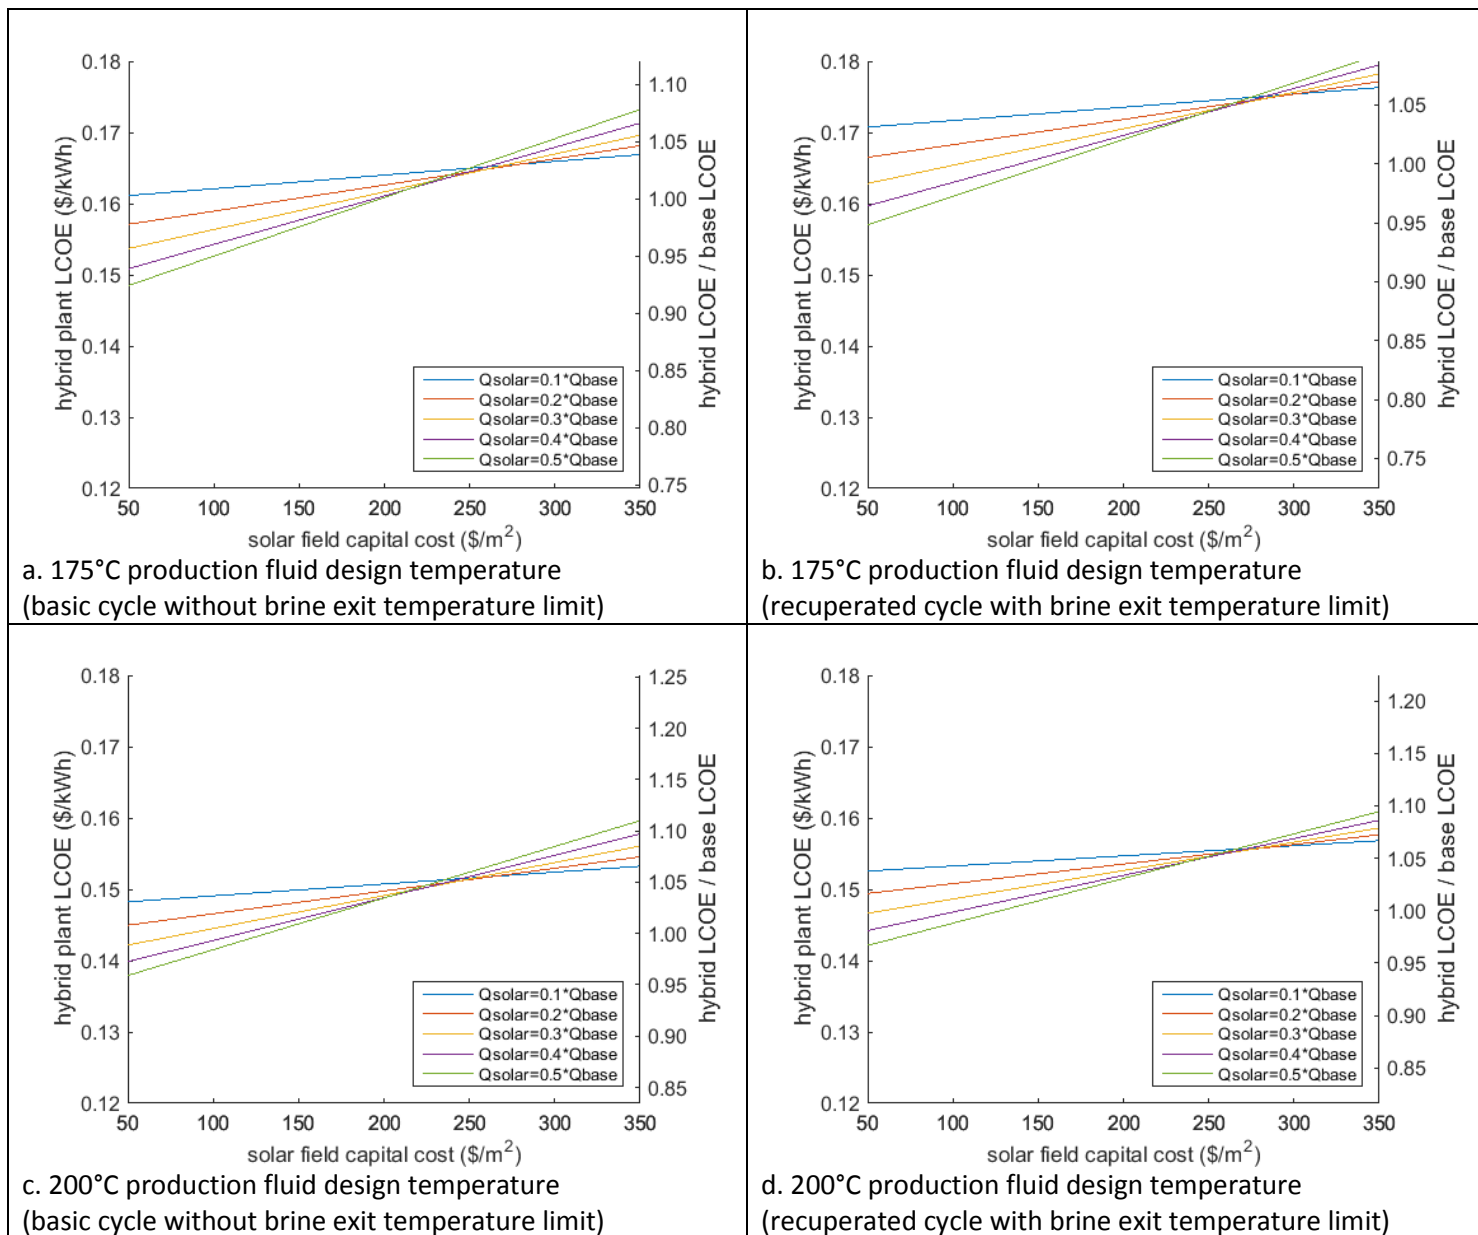 0.18
0.17
0.16
0.15
0.14
0.13
0.12
hybrid plant LCOE ($/kWh)
1.10
1.05
1.00
0.95
0.90
0.85
0.80
0.75
hybrid LCOE / base LCOE
Qsolar=0.1*Qbase
Qsolar=0.2*Qbase
Qsolar=0.3*Qbase
Qsolar=0.4*Qbase
Qsolar=0.5*Qbase
50 100 150 200 250 300 350
solar field capital cost ($/m²)
a. 175°C production fluid design temperature
(basic cycle without brine exit temperature limit)
0.18
0.17
0.16
0.15
0.14
0.13
0.12
hybrid plant LCOE ($/kWh)
1.05
1.00
0.95
0.90
0.85
0.80
0.75
hybrid LCOE / base LCOE
Qsolar=0.1*Qbase
Qsolar=0.2*Qbase
Qsolar=0.3*Qbase
Qsolar=0.4*Qbase
Qsolar=0.5*Qbase
50 100 150 200 250 300 350
solar field capital cost ($/m²)
b. 175°C production fluid design temperature
(recuperated cycle with brine exit temperature limit)
0.18
0.17
0.16
0.15
0.14
0.13
0.12
hybrid plant LCOE ($/kWh)
1.25
1.20
1.15
1.10
1.05
1.00
0.95
0.90
0.85
hybrid LCOE / base LCOE
Qsolar=0.1*Qbase
Qsolar=0.2*Qbase
Qsolar=0.3*Qbase
Qsolar=0.4*Qbase
Qsolar=0.5*Qbase
50 100 150 200 250 300 350
solar field capital cost ($/m²)
c. 200°C production fluid design temperature
(basic cycle without brine exit temperature limit)
0.18
0.17
0.16
0.15
0.14
0.13
0.12
hybrid plant LCOE ($/kWh)
1.20
1.15
1.10
1.05
1.00
0.95
0.90
0.85
hybrid LCOE / base LCOE
Qsolar=0.1*Qbase
Qsolar=0.2*Qbase
Qsolar=0.3*Qbase
Qsolar=0.4*Qbase
Qsolar=0.5*Qbase
50 100 150 200 250 300 350
solar field capital cost ($/m²)
d. 200°C production fluid design temperature
(recuperated cycle with brine exit temperature limit)